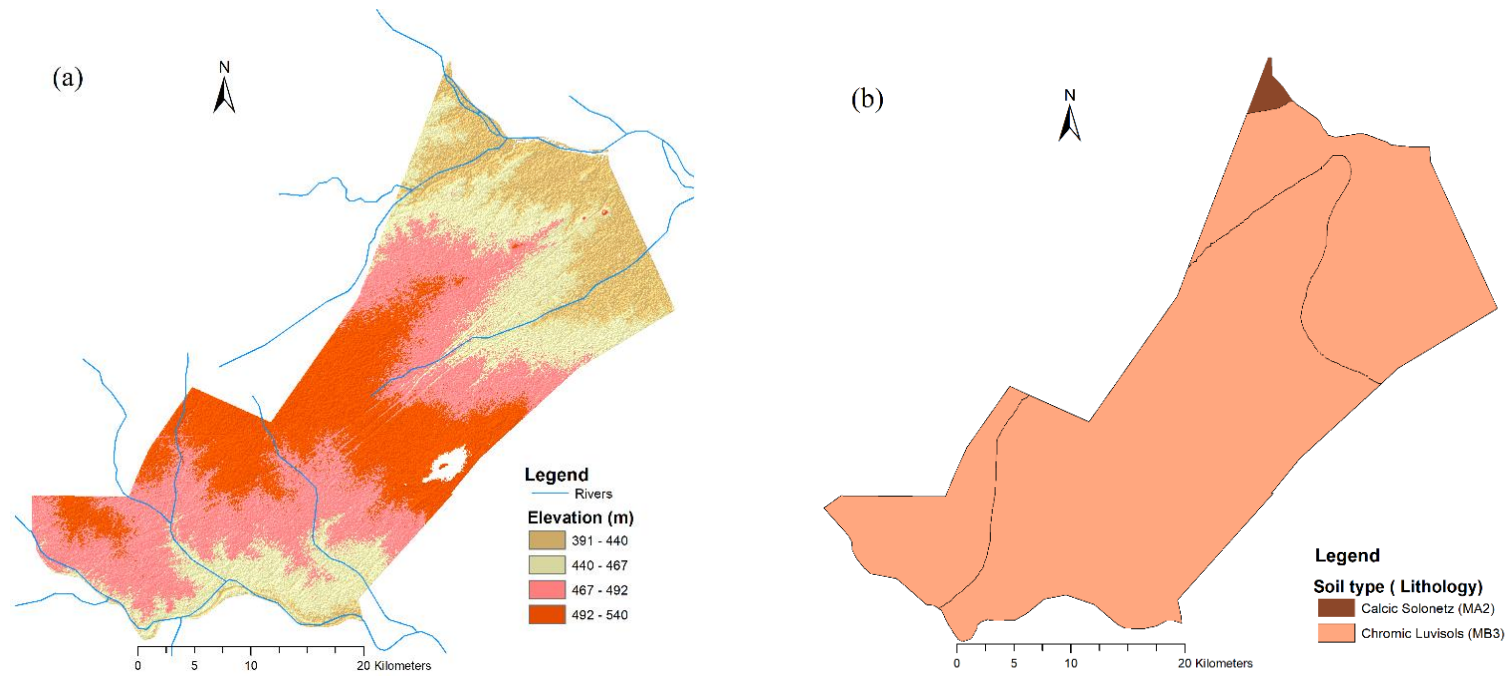 (a)
N
Legend
Rivers
Elevation (m)
391 - 440
440 - 467
467 - 492
492 - 540
0 5 10 20 Kilometers
(b)
N
Legend
Soil type ( Lithology)
Calcic Solonetz (MA2)
Chromic Luvisols (MB3)
0 5 10 20 Kilometers